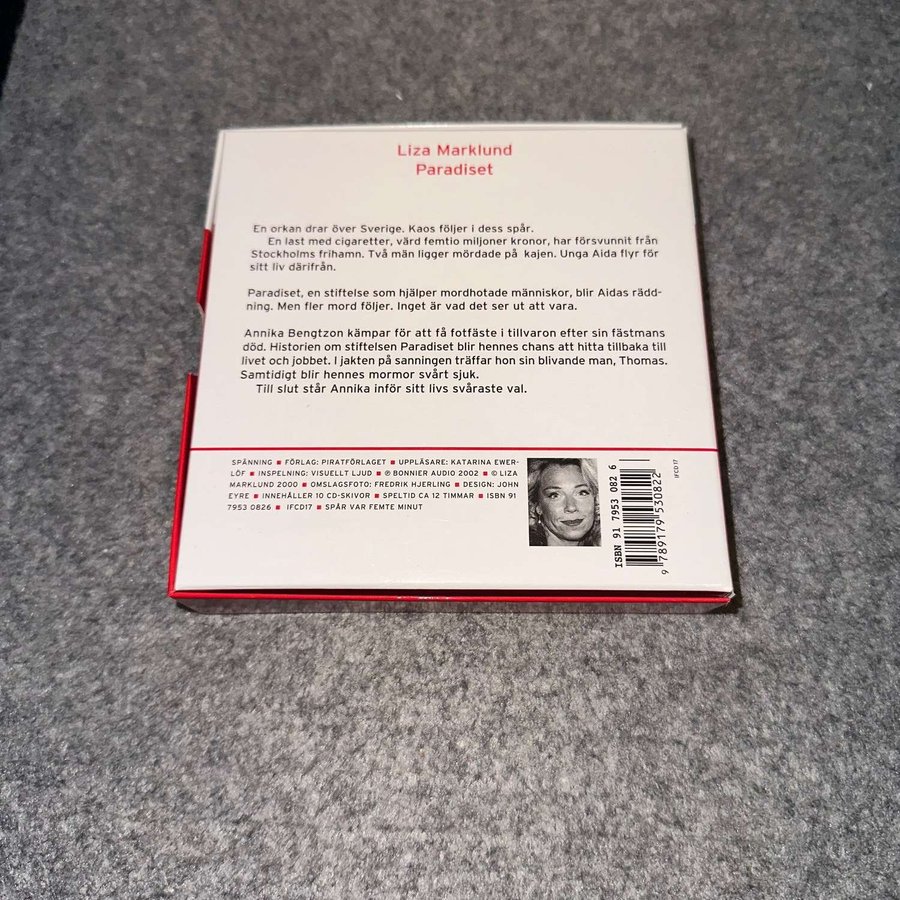 Liza Marklund
Paradiset
En orkan drar över Sverige. Kaos följer i dess spår.
En last med cigaretter, värd femtio miljoner kronor, har försvunnit från
Stockholms frihamn. Två män ligger mördade på kajen. Unga Aida flyr för
sitt liv därifrån.
Paradiset, en stiftelse som hjälper mordhotade människor, blir Aidas rädd-
ning. Men fler mord följer. Inget är vad det ser ut att vara.
Annika Bengtzon kämpar för att få fotfäste i tillvaron efter sin fästmans
död. Historien om stiftelsen Paradiset blir hennes chans att hitta tillbaka till
livet och jobbet. I jakten på sanningen träffar hon sin blivande man, Thomas.
Samtidigt blir hennes mormor svårt sjuk.
Till slut står Annika inför sitt livs svåraste val.
SPÄNNING ■ FÖRLAG: PIRATFÖRLAGET ■ UPPLÄSARE: KATARINA EWER-
LÖF ■ INSPELNING: VISUELLT LJUD ■ ℗ BONNIER AUDIO 2002 ■ © LIZA
MARKLUND 2000 ■ OMSLAGSFOTO: FREDRIK HJERLING ■ DESIGN: JOHN
EYRE ■ INNEHÅLLER 10 CD-SKIVOR ■ SPELTID CA 12 TIMMAR ■ ISBN 91
7953 0826 ■ IFCD17 ■ SPÅR VAR FEMTE MINUT
ISBN 91 7953 082 6
9 789179 530822
IFCD 17